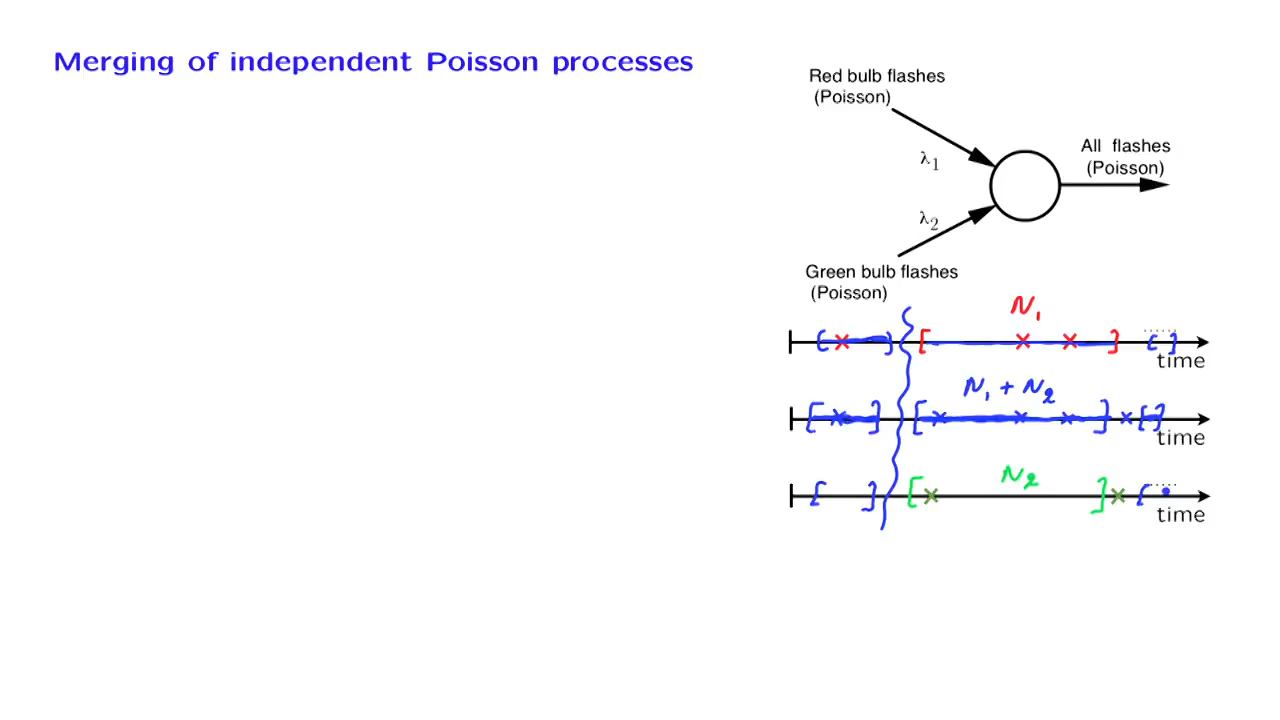 Merging of independent Poisson processes
Red bulb flashes
(Poisson)
All flashes
(Poisson)
λ1
λ2
Green bulb flashes
(Poisson)
N1
time
N1 + N2
time
N2
time